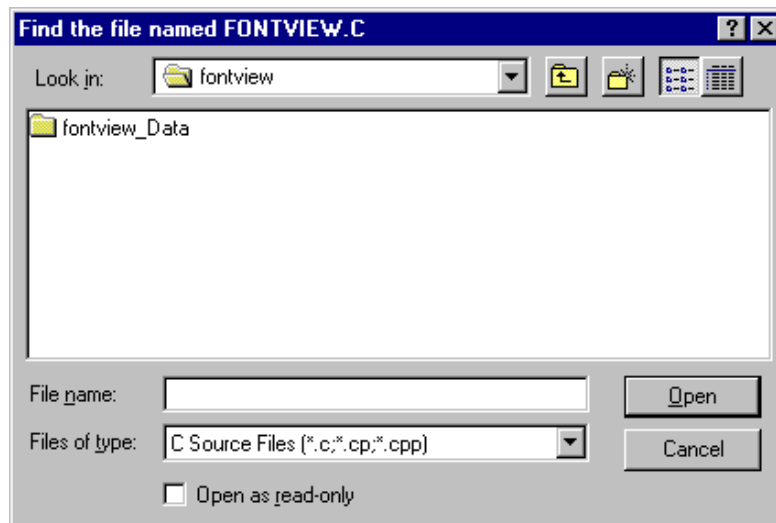 Find the file named FONTVIEW.C
Look in: fontview
fontview_Data
File name:
Open
Files of type: C Source Files (*.c;*.cp;*.cpp)
Cancel
Open as read-only